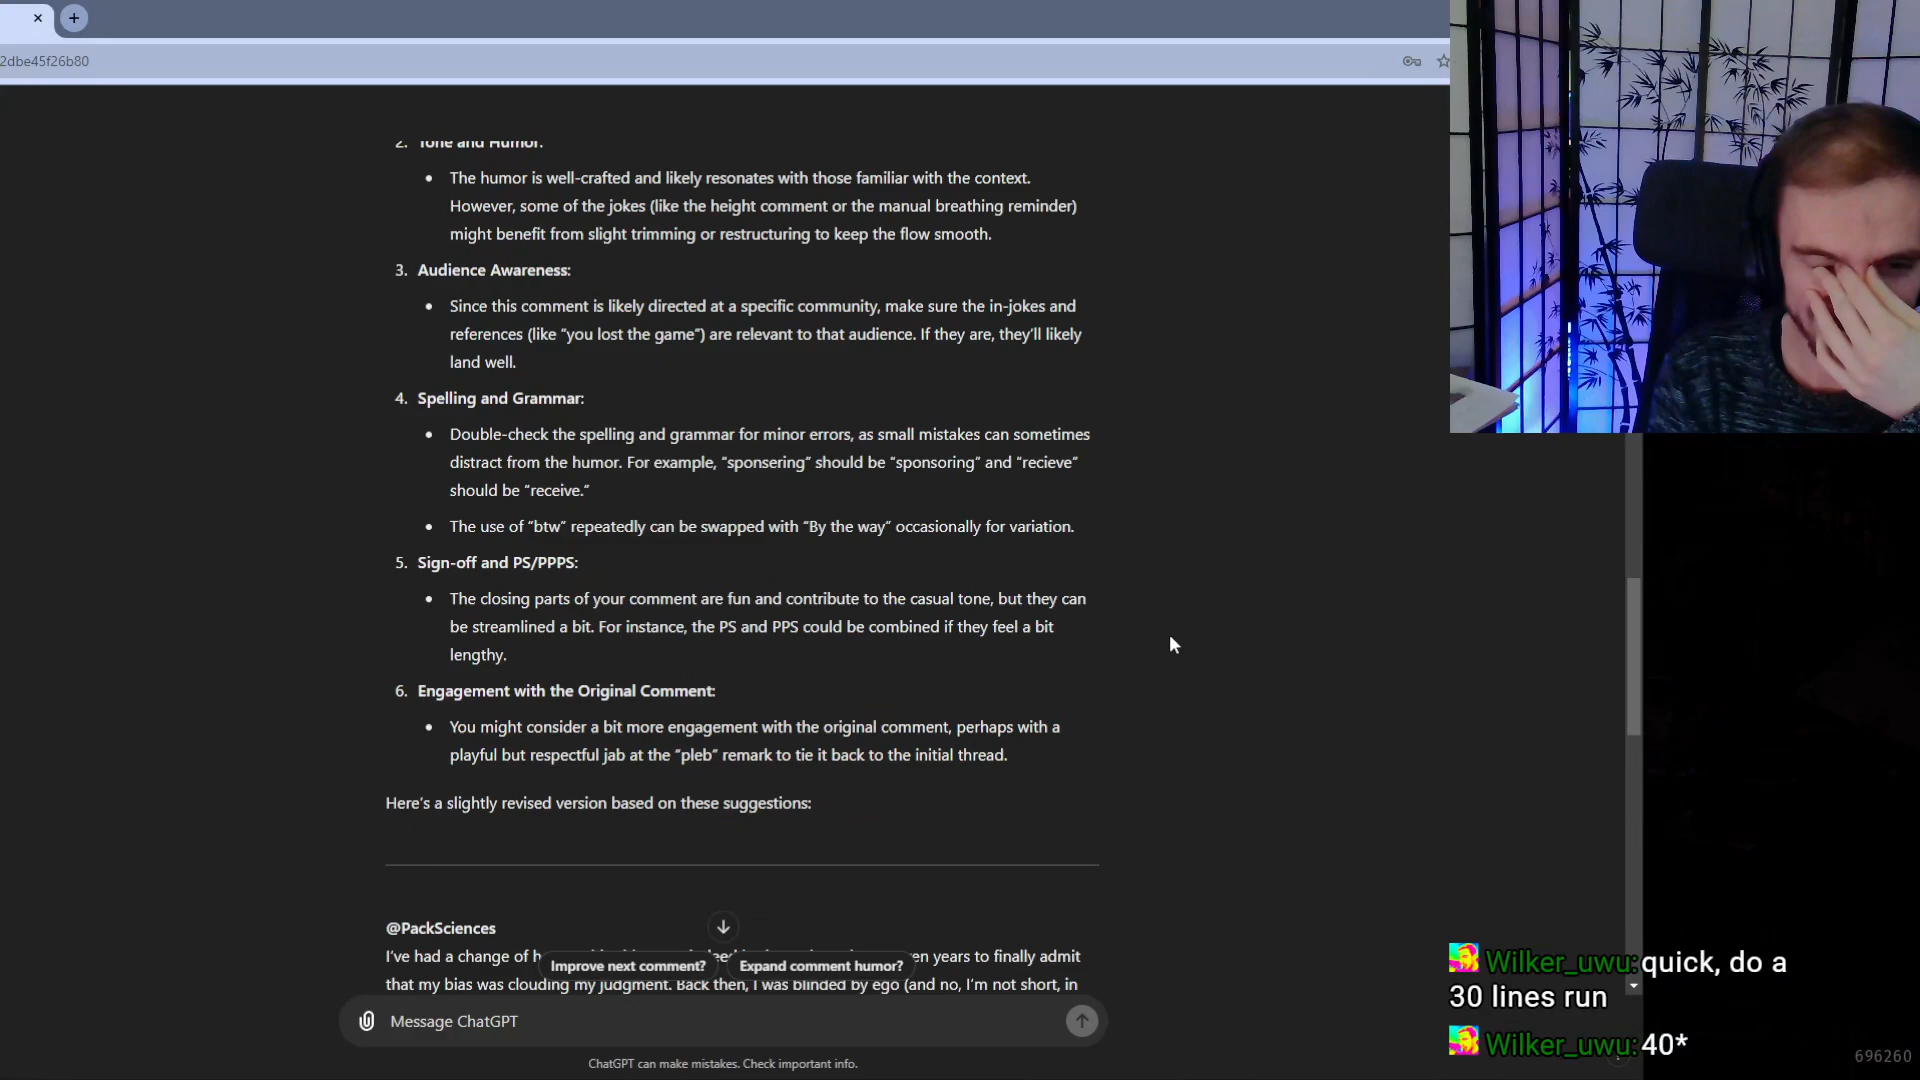 2dbe45f26b80
2. Tone and Humor:
• The humor is well-crafted and likely resonates with those familiar with the context.
However, some of the jokes (like the height comment or the manual breathing reminder)
might benefit from slight trimming or restructuring to keep the flow smooth.
3. Audience Awareness:
• Since this comment is likely directed at a specific community, make sure the in-jokes and
references (like “you lost the game”) are relevant to that audience. If they are, they’ll likely
land well.
4. Spelling and Grammar:
• Double-check the spelling and grammar for minor errors, as small mistakes can sometimes
distract from the humor. For example, “sponsering” should be “sponsoring” and “recieve”
should be “receive.”
• The use of “btw” repeatedly can be swapped with “By the way” occasionally for variation.
5. Sign-off and PS/PPPS:
• The closing parts of your comment are fun and contribute to the casual tone, but they can
be streamlined a bit. For instance, the PS and PPS could be combined if they feel a bit
lengthy.
6. Engagement with the Original Comment:
• You might consider a bit more engagement with the original comment, perhaps with a
playful but respectful jab at the “pleb” remark to tie it back to the initial thread.
Here’s a slightly revised version based on these suggestions:
@PackSciences
I’ve had a change of en years to finally admit
Improve next comment? Expand comment humor?
that my bias was clouding my judgment. Back then, I was blinded by ego (and no, I’m not short, in
Message ChatGPT
ChatGPT can make mistakes. Check important info.
Wilker_uwu: quick, do a
30 lines run
Wilker_uwu: 40*
696260